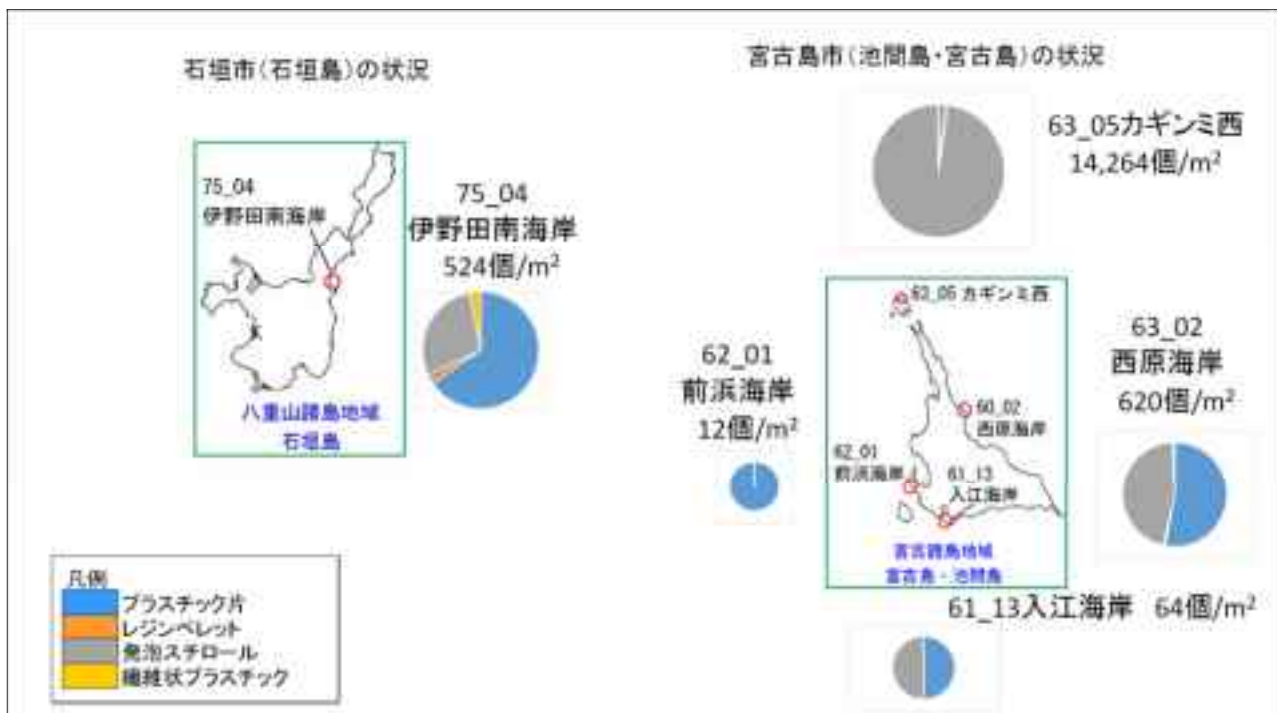 石垣市(石垣島)の状況
75_04
伊野田南海岸
八重山諸島地域
石垣島
75_04
伊野田南海岸
524個/m²
凡例
プラスチック片
レジンペレット
発泡スチロール
繊維状プラスチック
宮古島市(池間島・宮古島)の状況
63_05カギンミ西
14,264個/m²
62_01
前浜海岸
12個/m²
62_05 カギンミ西
60_02
西原海岸
62_01
前浜海岸
61_13
入江海岸
宮古諸島地域
宮古島・池間島
63_02
西原海岸
620個/m²
61_13入江海岸 64個/m²